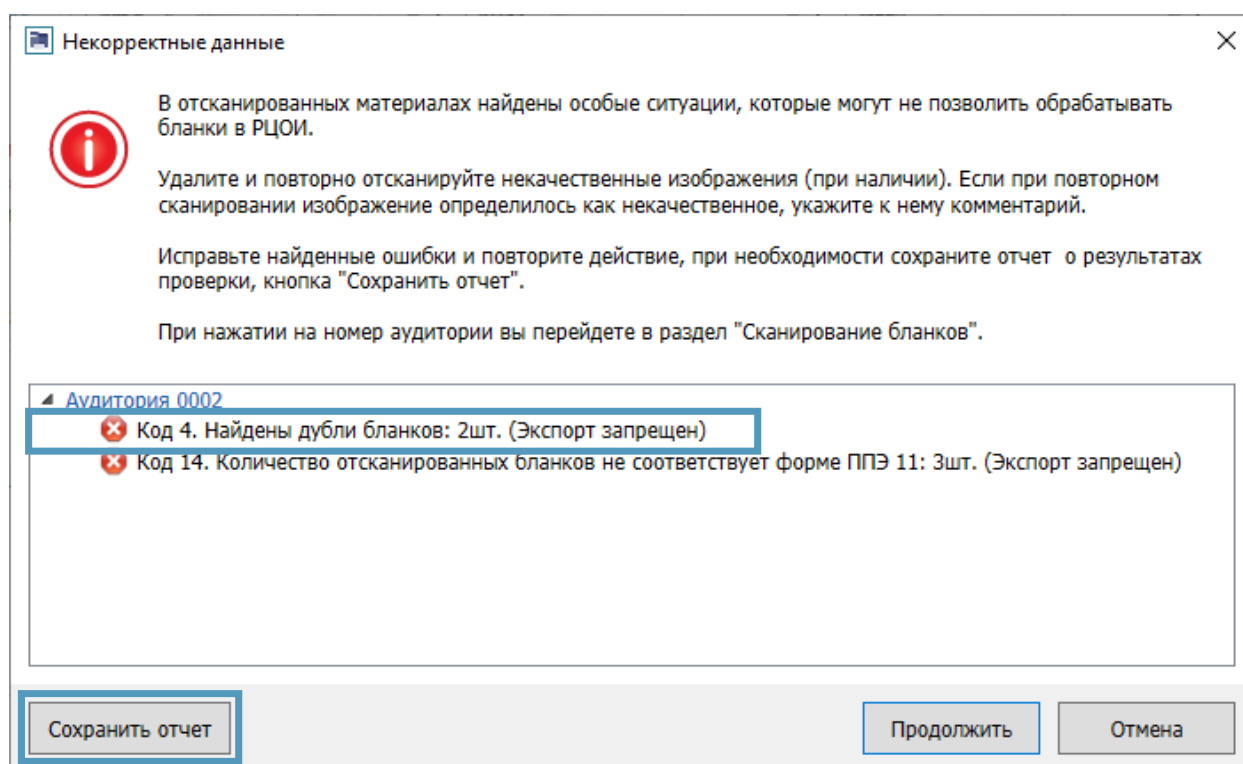 Некорректные данные
В отсканированных материалах найдены особые ситуации, которые могут не позволить обрабатывать
бланки в РЦОИ.
Удалите и повторно отсканируйте некачественные изображения (при наличии). Если при повторном
сканировании изображение определилось как некачественное, укажите к нему комментарий.
Исправьте найденные ошибки и повторите действие, при необходимости сохраните отчет  о результатах
проверки, кнопка "Сохранить отчет".
При нажатии на номер аудитории вы перейдете в раздел "Сканирование бланков".
Аудитория 0002
Код 4. Найдены дубли бланков: 2шт. (Экспорт запрещен)
Код 14. Количество отсканированных бланков не соответствует форме ППЭ 11: 3шт. (Экспорт запрещен)
Сохранить отчет
Продолжить
Отмена